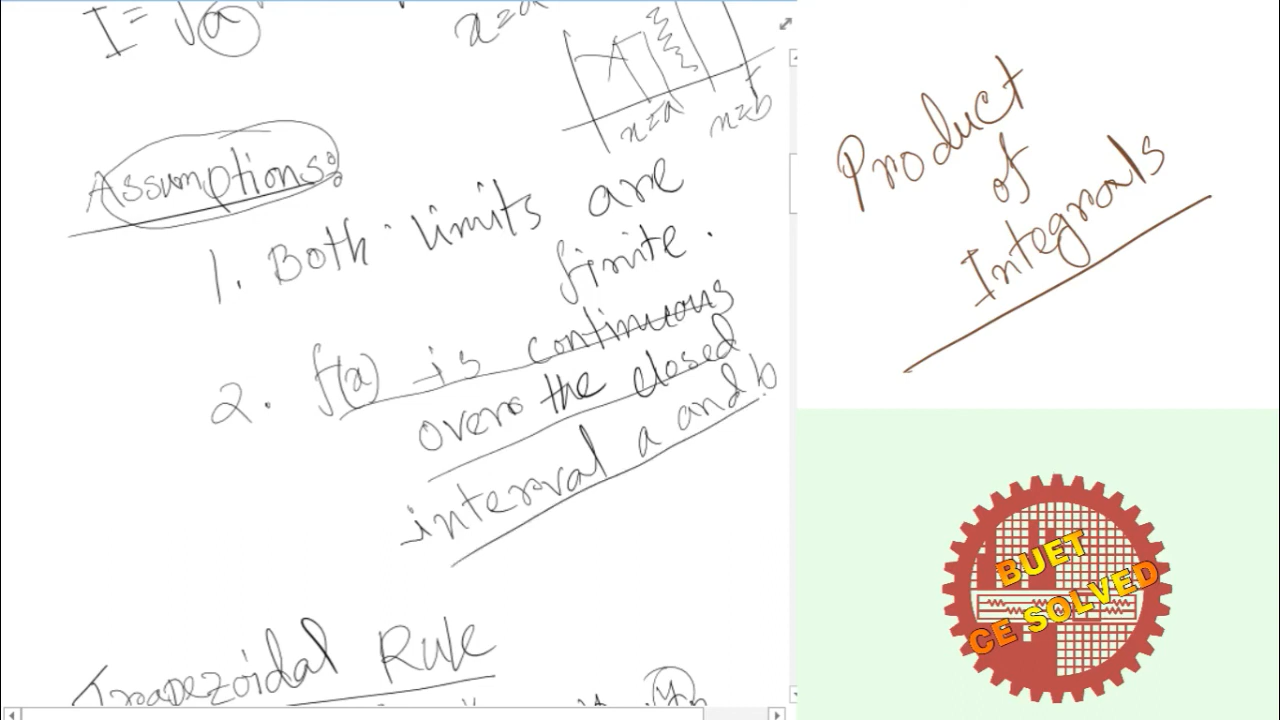 I = √a
x=a
x=a
x=b
Assumptions:
1. Both limits are
finite.
2. f(x) is continuous
over the closed
interval a and b.
Trapezoidal Rule
yn
Product
of
Integrals
BUET
CE SOLVED